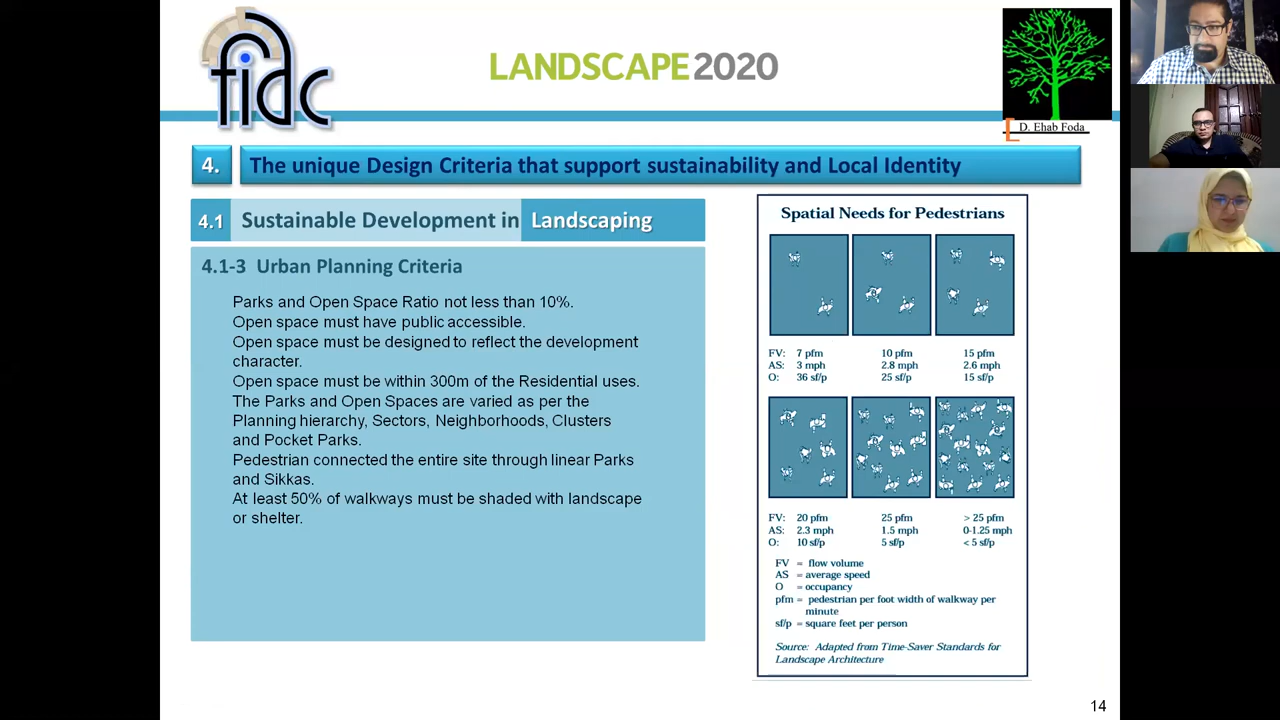 fidc
LANDSCAPE2020
D. Ehab Foda
4. The unique Design Criteria that support sustainability and Local Identity
4.1 Sustainable Development in Landscaping
4.1-3 Urban Planning Criteria
Parks and Open Space Ratio not less than 10%.
Open space must have public accessible.
Open space must be designed to reflect the development
character.
Open space must be within 300m of the Residential uses.
The Parks and Open Spaces are varied as per the
Planning hierarchy, Sectors, Neighborhoods, Clusters
and Pocket Parks.
Pedestrian connected the entire site through linear Parks
and Sikkas.
At least 50% of walkways must be shaded with landscape
or shelter.
Spatial Needs for Pedestrians
FV: 7 pfm 10 pfm 15 pfm
AS: 3 mph 2.8 mph 2.6 mph
O: 36 sf/p 25 sf/p 15 sf/p
FV: 20 pfm 25 pfm > 25 pfm
AS: 2.3 mph 1.5 mph 0-1.25 mph
O: 10 sf/p 5 sf/p < 5 sf/p
FV = flow volume
AS = average speed
O = occupancy
pfm = pedestrian per foot width of walkway per
minute
sf/p = square feet per person
Source: Adapted from Time-Saver Standards for
Landscape Architecture
14